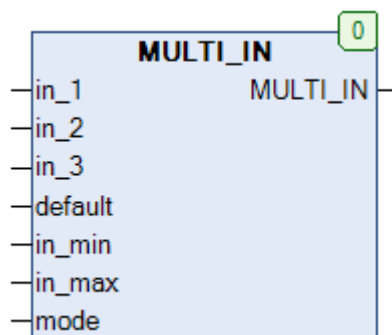 0
MULTI_IN
in_1 MULTI_IN
in_2
in_3
default
in_min
in_max
mode